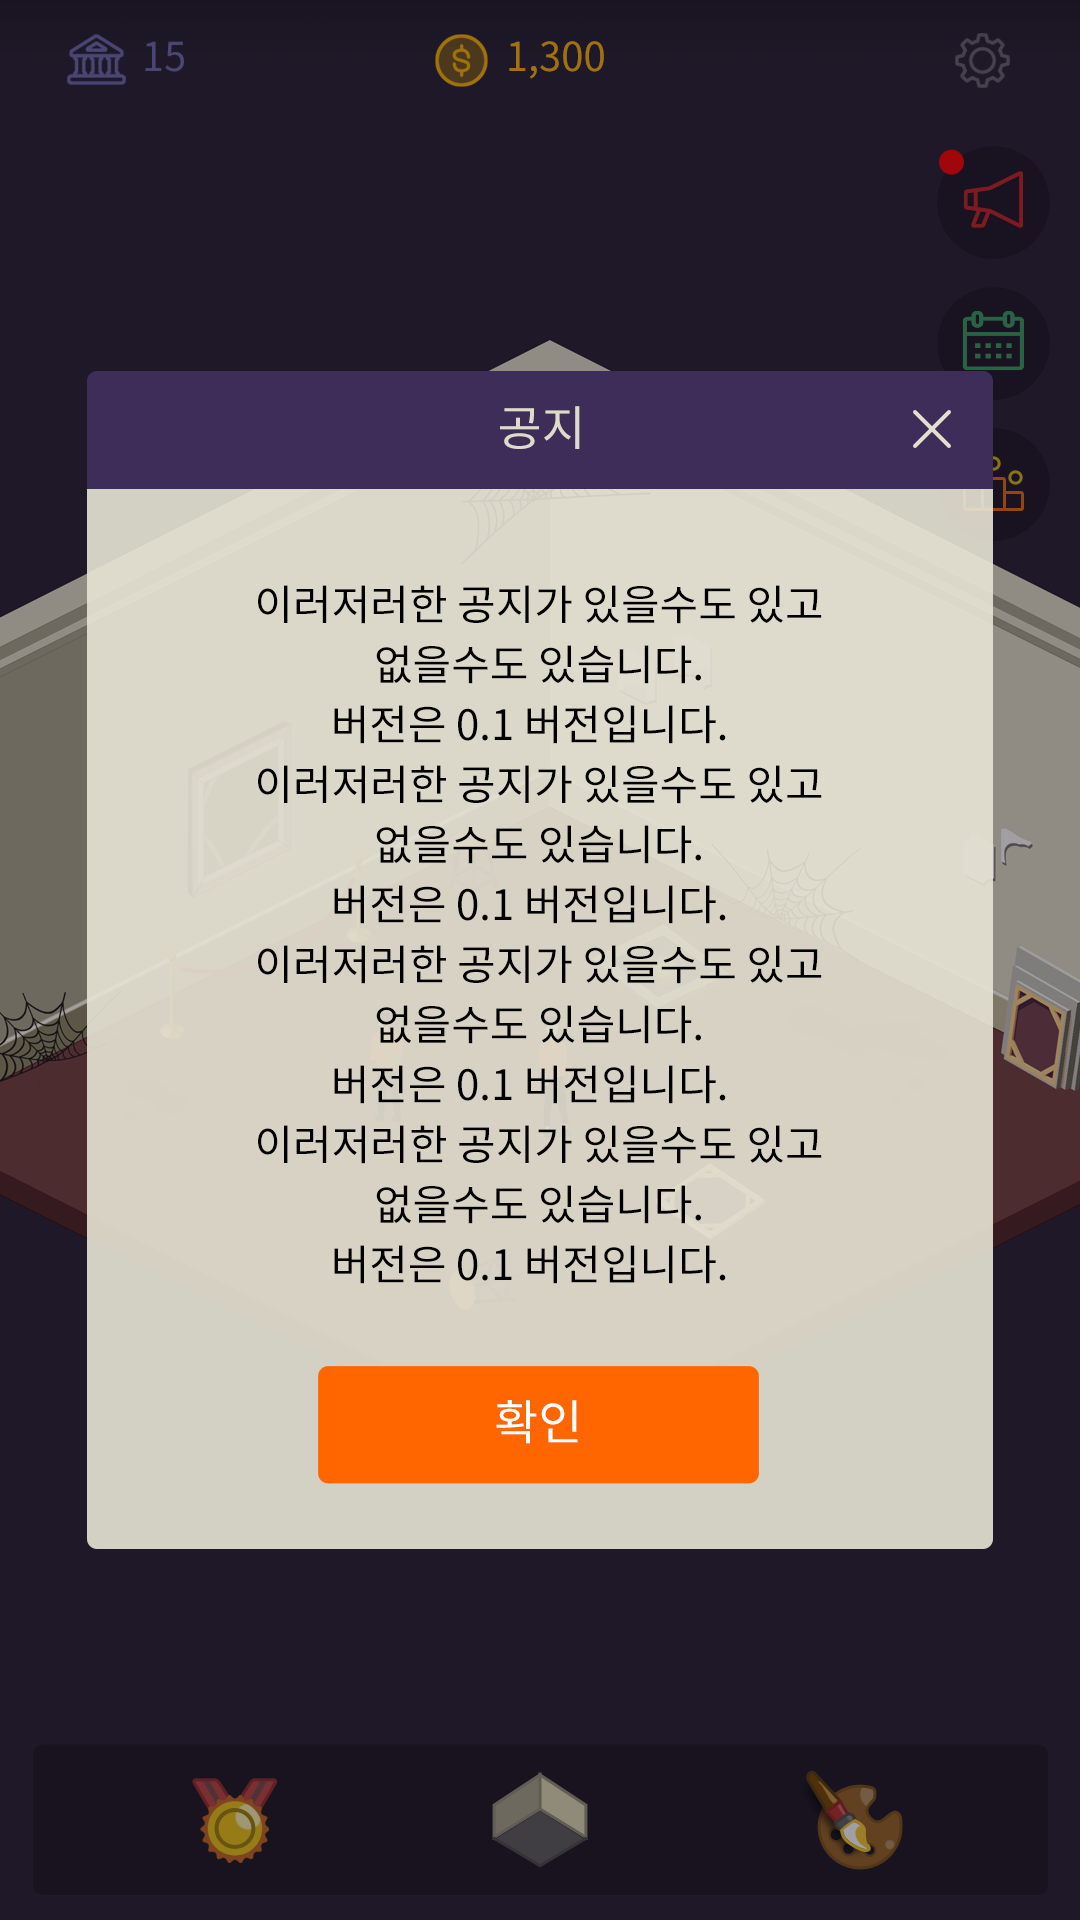 15
1,300
공지
이러저러한 공지가 있을수도 있고
없을수도 있습니다.
버전은 0.1 버전입니다.
이러저러한 공지가 있을수도 있고
없을수도 있습니다.
버전은 0.1 버전입니다.
이러저러한 공지가 있을수도 있고
없을수도 있습니다.
버전은 0.1 버전입니다.
이러저러한 공지가 있을수도 있고
없을수도 있습니다.
버전은 0.1 버전입니다.
확인